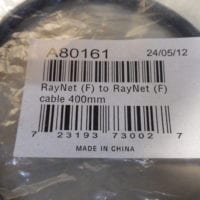 A80161 24/05/12
RayNet (F) to RayNet (F)
cable 400mm
7 23193 73002 7
MADE IN CHINA